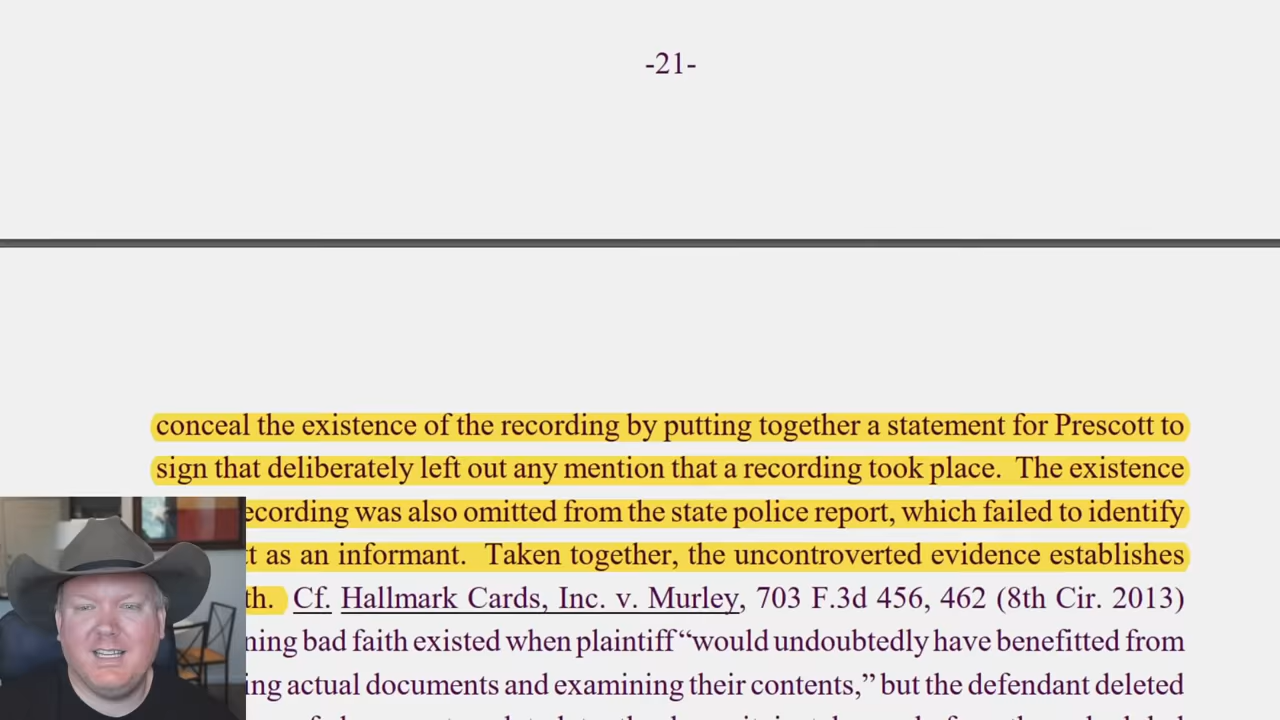 -21-
conceal the existence of the recording by putting together a statement for Prescott to
sign that deliberately left out any mention that a recording took place. The existence
ecording was also omitted from the state police report, which failed to identify
tt as an informant. Taken together, the uncontroverted evidence establishes
th. Cf. Hallmark Cards, Inc. v. Murley, 703 F.3d 456, 462 (8th Cir. 2013)
ning bad faith existed when plaintiff “would undoubtedly have benefitted from
ing actual documents and examining their contents,” but the defendant deleted